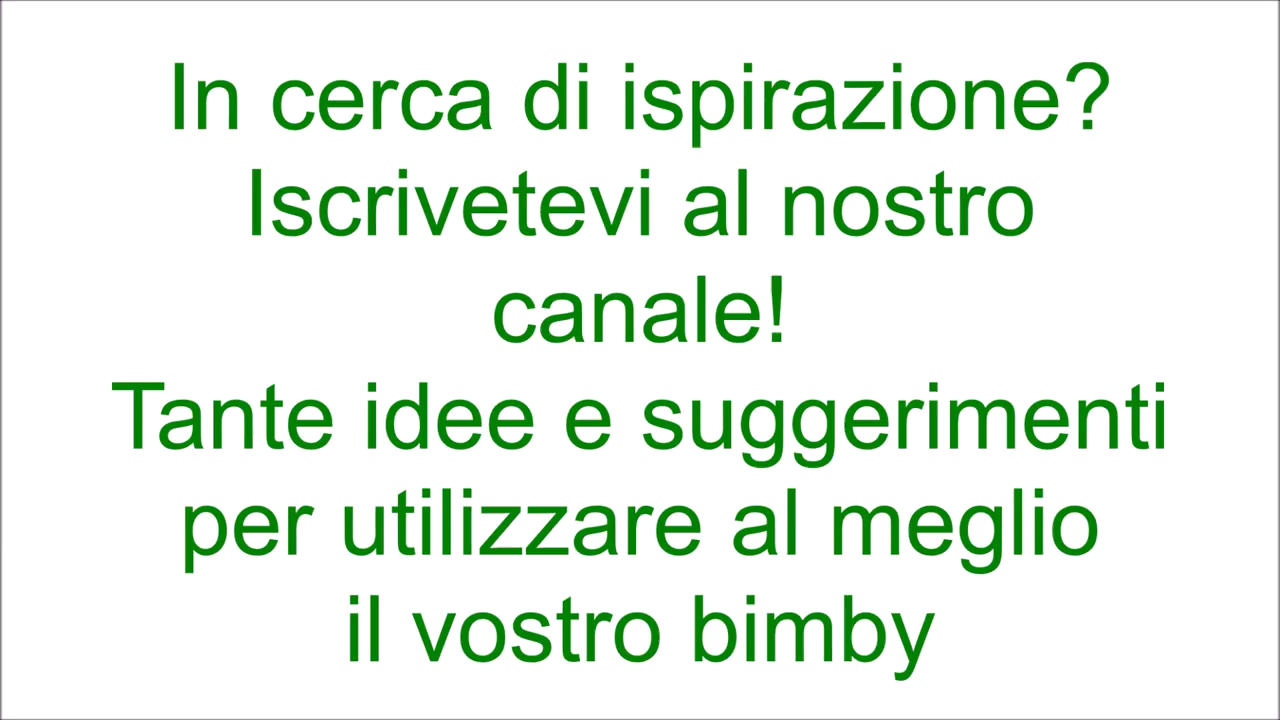 In cerca di ispirazione?
Iscrivetevi al nostro
canale!
Tante idee e suggerimenti
per utilizzare al meglio
il vostro bimby